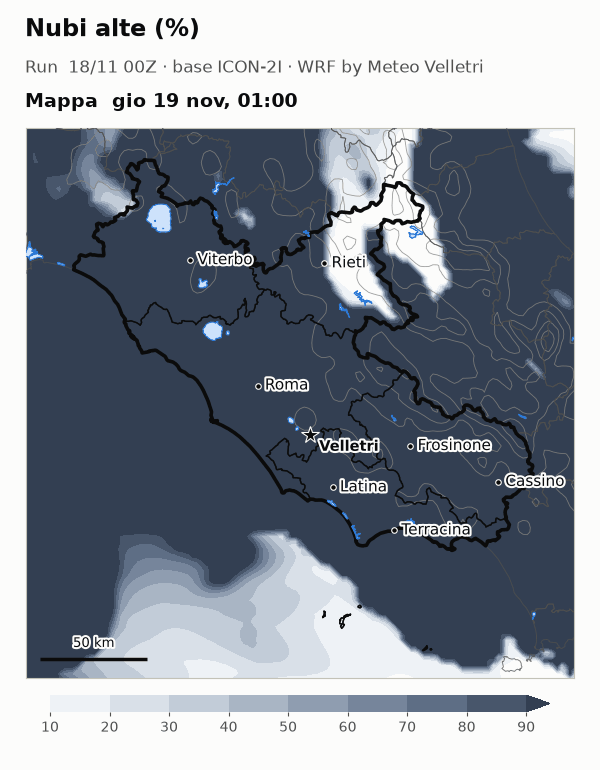 Nubi alte (%)
Run  18/11 00Z · base ICON-2I · WRF by Meteo Velletri
Mappa  gio 19 nov, 01:00
Viterbo
Rieti
Roma
Velletri
Frosinone
Cassino
Latina
Terracina
50 km
10 20 30 40 50 60 70 80 90